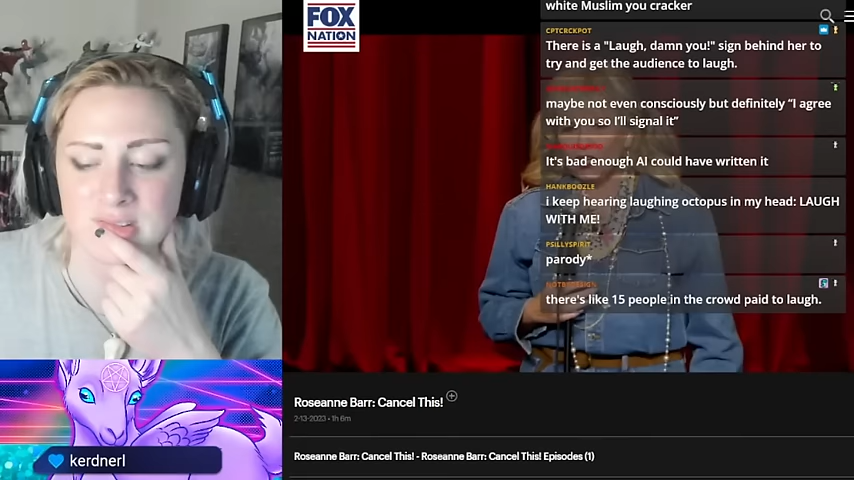 FOX
NATION
white Muslim you cracker
CPTCRCKPOT
There is a "Laugh, damn you!" sign behind her to
try and get the audience to laugh.
maybe not even consciously but definitely “I agree
with you so I’ll signal it”
It's bad enough AI could have written it
HANKBOOZLE
i keep hearing laughing octopus in my head: LAUGH
WITH ME!
PSILLYSPIRIT
parody*
there's like 15 people in the crowd paid to laugh.
Roseanne Barr: Cancel This!
2-13-2023 • 1h 6m
Roseanne Barr: Cancel This! - Roseanne Barr: Cancel This! Episodes (1)
kerdnerl